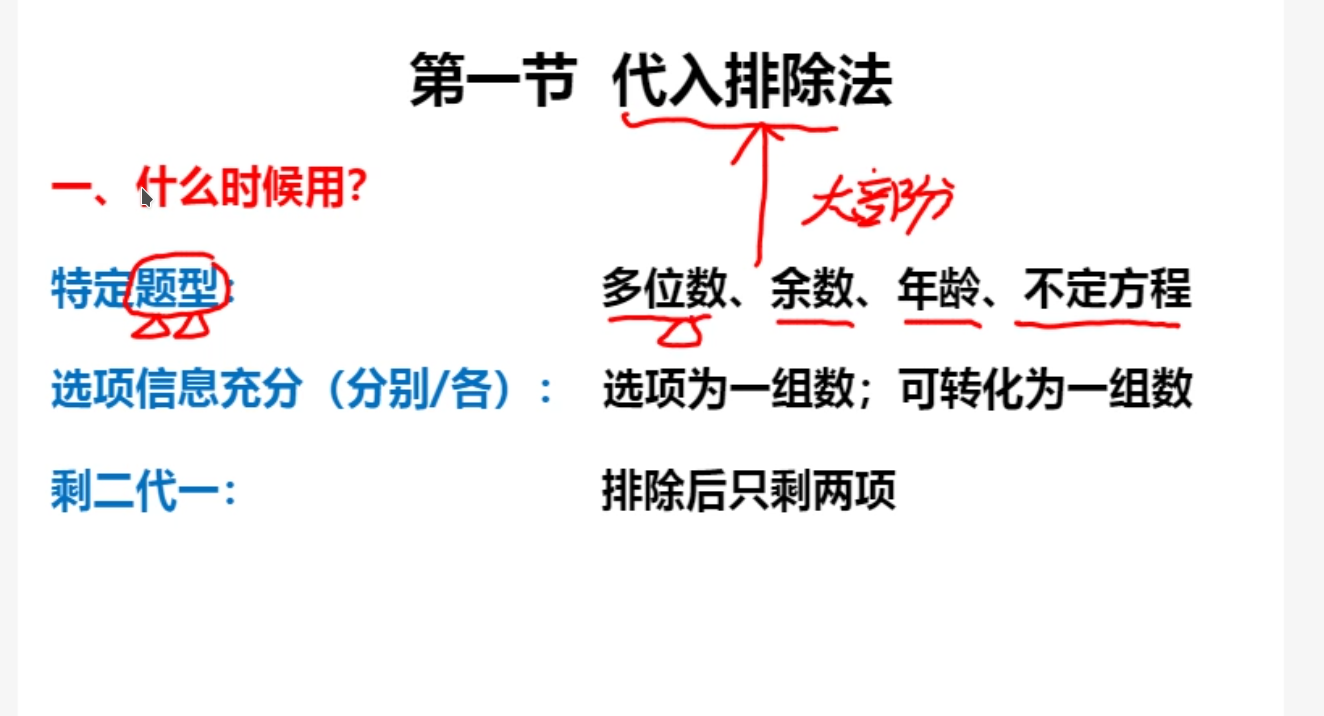 第一节 代入排除法
一、什么时候用？
大部分
特定题型： 多位数、余数、年龄、不定方程
选项信息充分（分别/各）： 选项为一组数；可转化为一组数
剩二代一： 排除后只剩两项